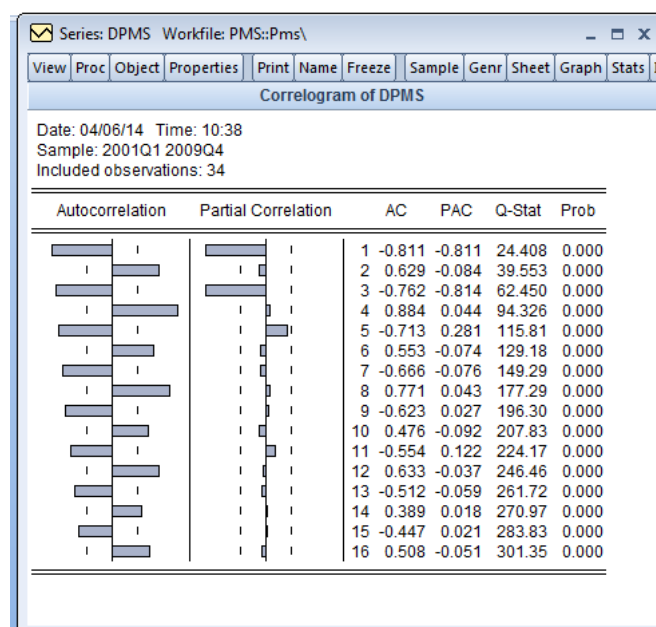 Series: DPMS Workfile: PMS::Pms\
View Proc Object Properties Print Name Freeze Sample Genr Sheet Graph Stats
Correlogram of DPMS
Date: 04/06/14 Time: 10:38
Sample: 2001Q1 2009Q4
Included observations: 34
Autocorrelation Partial Correlation AC PAC Q-Stat Prob
1 -0.811 -0.811 24.408 0.000
2 0.629 -0.084 39.553 0.000
3 -0.762 -0.814 62.450 0.000
4 0.884 0.044 94.326 0.000
5 -0.713 0.281 115.81 0.000
6 0.553 -0.074 129.18 0.000
7 -0.666 -0.076 149.29 0.000
8 0.771 0.043 177.29 0.000
9 -0.623 0.027 196.30 0.000
10 0.476 -0.092 207.83 0.000
11 -0.554 0.122 224.17 0.000
12 0.633 -0.037 246.46 0.000
13 -0.512 -0.059 261.72 0.000
14 0.389 0.018 270.97 0.000
15 -0.447 0.021 283.83 0.000
16 0.508 -0.051 301.35 0.000